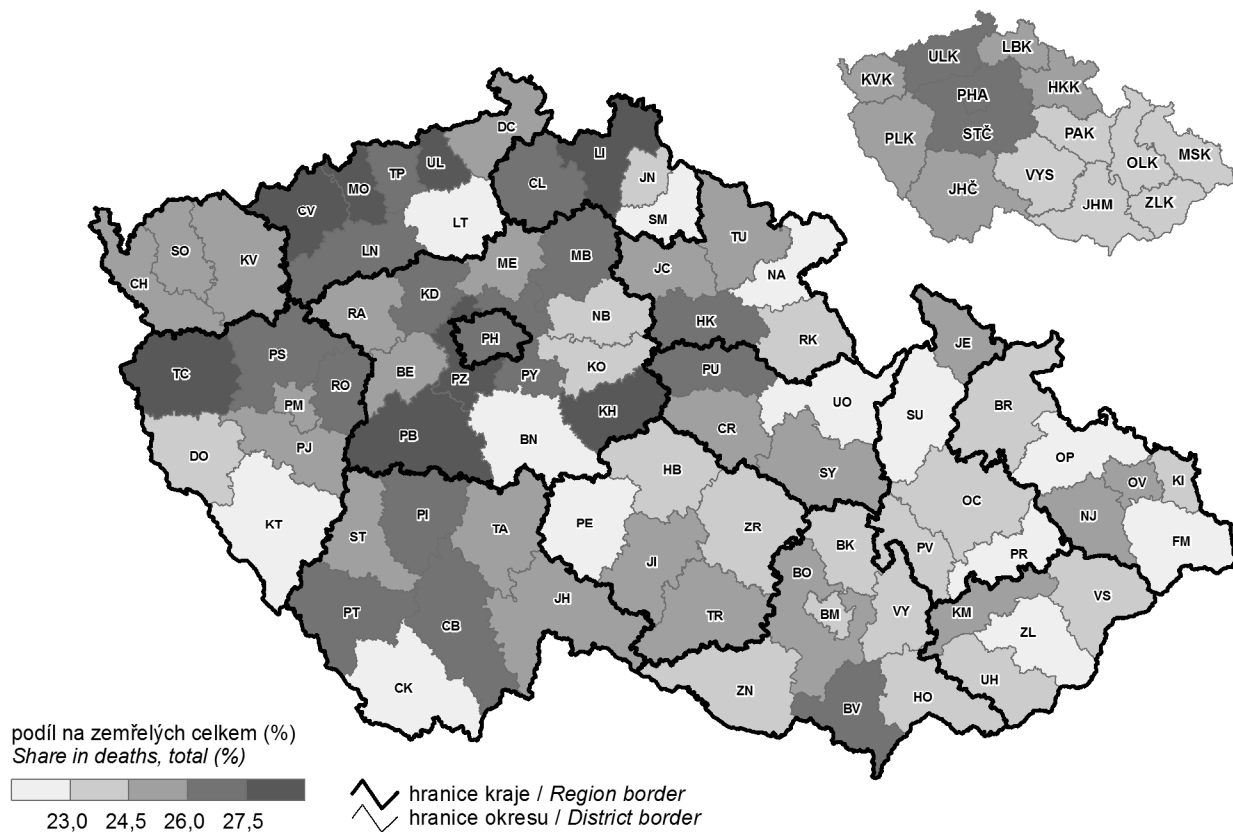 ULK
LBK
KVK
PHA
HKK
PLK
STČ
PAK
OLK
MSK
VYS
JHČ
JHM
ZLK
DC
UL
LI
TP
MO
CL
JN
CV
LT
SM
SO
KV
LN
ME
MB
JC
TU
NA
CH
KD
RA
NB
HK
RK
PH
JE
PS
TC
RO
BE
PZ
PY
KO
PU
PM
KH
UO
SU
BR
DO
PJ
PB
BN
CR
SY
OP
HB
OV
KI
KT
PI
TA
PE
ZR
OC
NJ
ST
JI
BK
PV
PR
FM
BO
JH
PT
CB
TR
BM
VY
KM
VS
ZL
CK
ZN
BV
HO
UH
podíl na zemřelých celkem (%)
Share in deaths, total (%)
23,0 24,5 26,0 27,5
hranice kraje / Region border
hranice okresu / District border